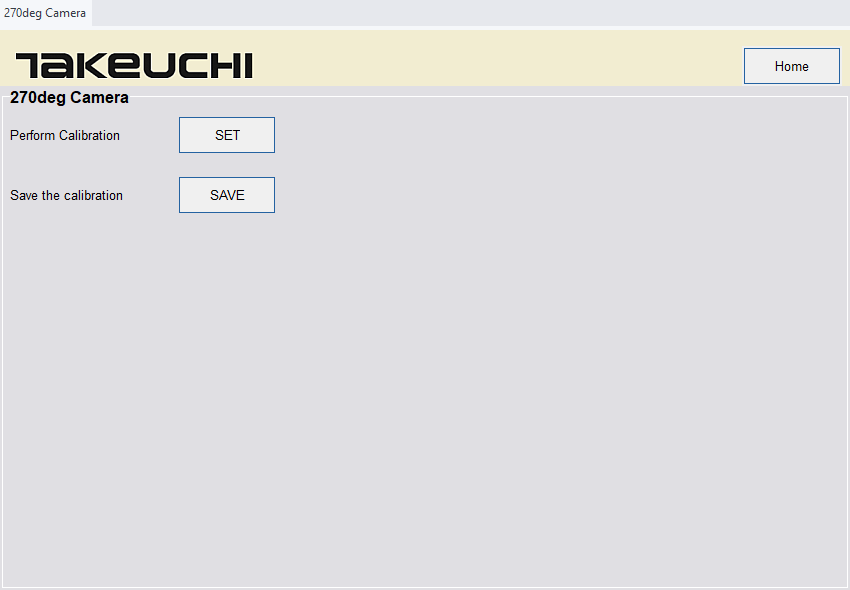 270deg Camera
TAKEUCHI
Home
270deg Camera
Perform Calibration SET
Save the calibration SAVE